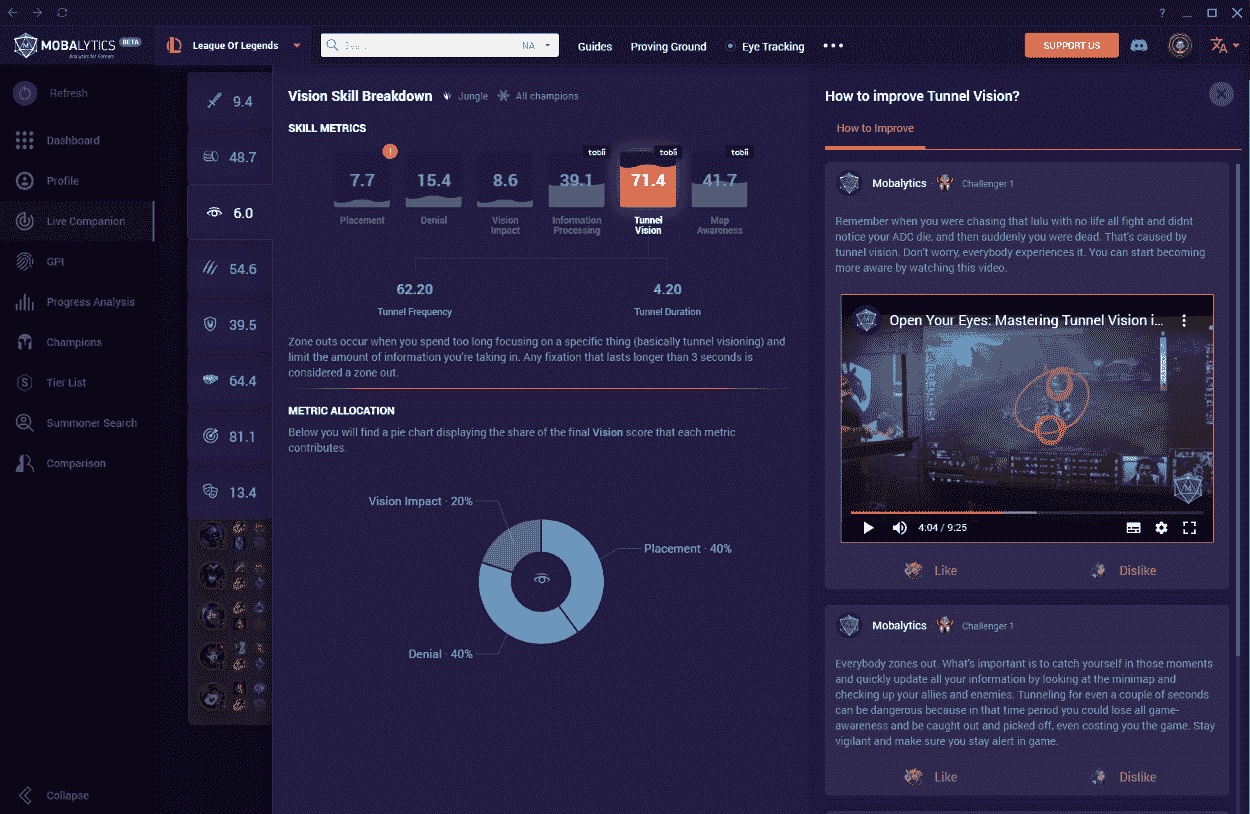 ?
MOBALYTICS BETA
Analytics for Gamers
League Of Legends
NA
Guides
Proving Ground
Eye Tracking
SUPPORT US
Refresh
Dashboard
Profile
Live Companion
GPI
Progress Analysis
Champions
Tier List
Summoner Search
Comparison
Collapse
9.4
48.7
6.0
54.6
39.5
64.4
81.1
13.4
Vision Skill Breakdown Jungle All champions
SKILL METRICS
!
tobii
tobii
tobii
7.7
15.4
8.6
39.1
71.4
41.7
Placement
Denial
Vision
Impact
Information
Processing
Tunnel
Vision
Map
Awareness
62.20
Tunnel Frequency
4.20
Tunnel Duration
Zone outs occur when you spend too long focusing on a specific thing (basically tunnel visioning) and
limit the amount of information you're taking in. Any fixation that lasts longer than 3 seconds is
considered a zone out.
METRIC ALLOCATION
Below you will find a pie chart displaying the share of the final Vision score that each metric
contributes.
Vision Impact · 20%
Placement · 40%
Denial · 40%
How to improve Tunnel Vision?
How to Improve
Mobalytics · Challenger 1
Remember when you were chasing that lulu with no life all fight and didnt
notice your ADC die, and then suddenly you were dead. That's caused by
tunnel vision. Don't worry, everybody experiences it. You can start becoming
more aware by watching this video.
Open Your Eyes: Mastering Tunnel Vision i...
4:04 / 9:25
Like
Dislike
Mobalytics Challenger 1
Everybody zones out. What's important is to catch yourself in those moments
and quickly update all your information by looking at the minimap and
checking up your allies and enemies. Tunneling for even a couple of seconds
can be dangerous because in that time period you could lose all game-
awareness and be caught out and picked off, even costing you the game. Stay
vigilant and make sure you stay alert in game.
Like
Dislike